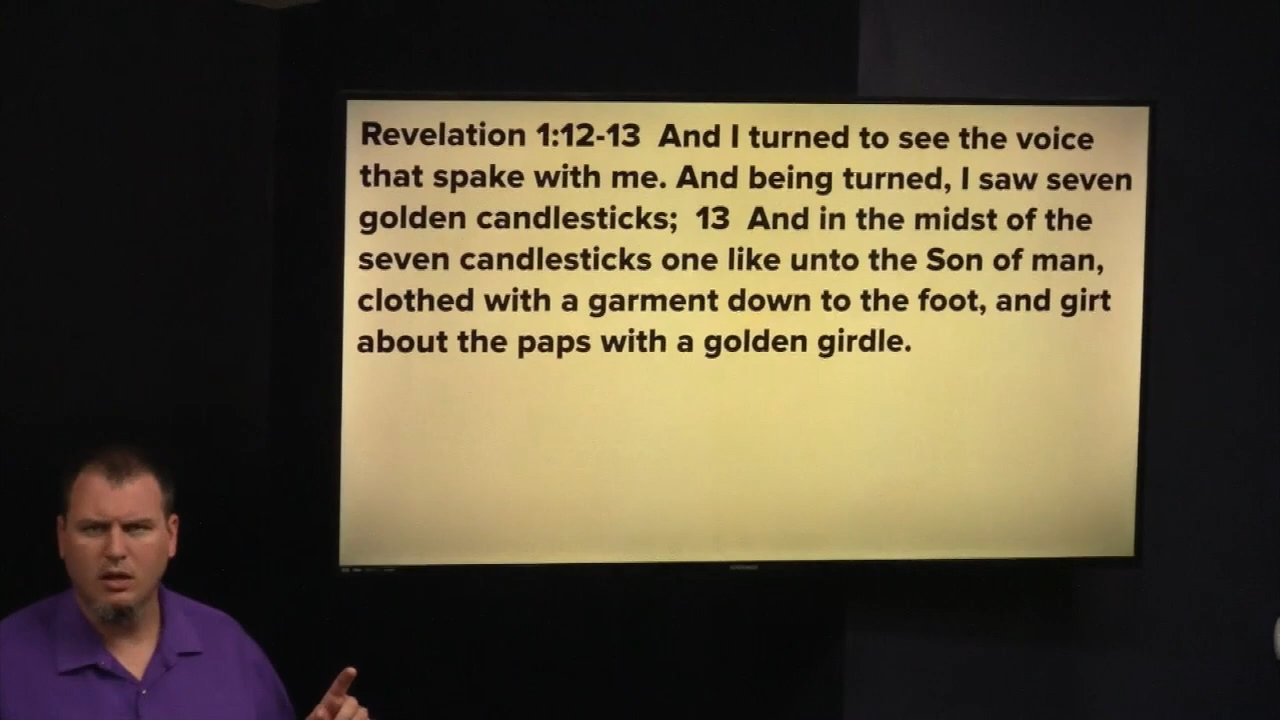 Revelation 1:12-13 And I turned to see the voice
that spake with me. And being turned, I saw seven
golden candlesticks; 13 And in the midst of the
seven candlesticks one like unto the Son of man,
clothed with a garment down to the foot, and girt
about the paps with a golden girdle.